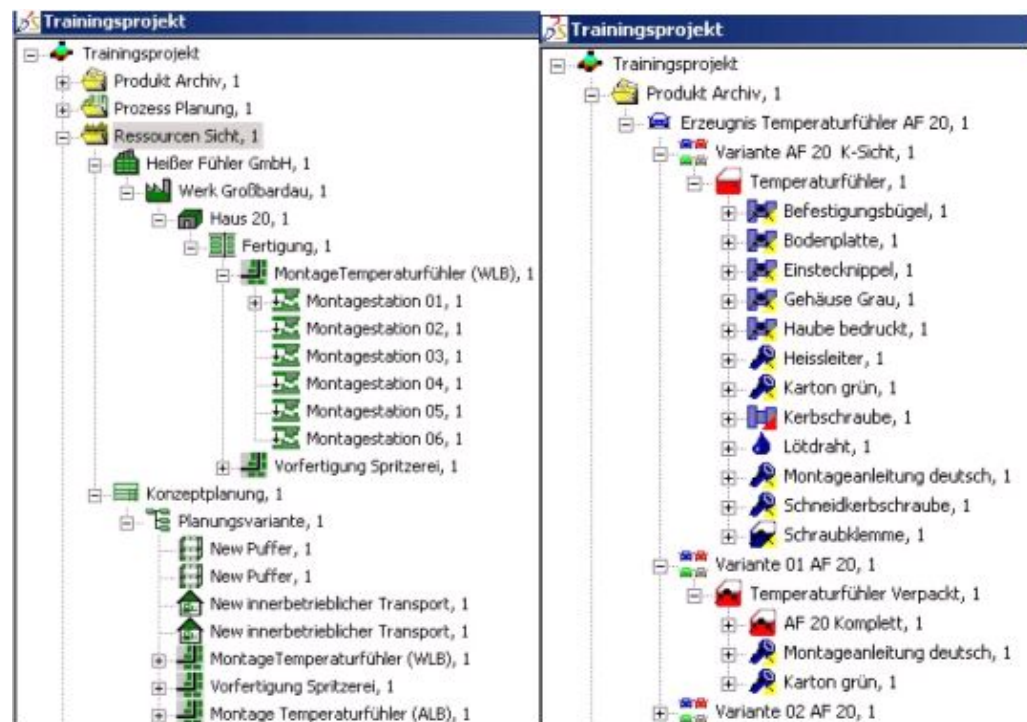 Trainingsprojekt
Trainingsprojekt
Produkt Archiv, 1
Prozess Planung, 1
Ressourcen Sicht, 1
Heißer Fühler GmbH, 1
Werk Großbardau, 1
Haus 20, 1
Fertigung, 1
MontageTemperaturfühler (WLB), 1
Montagestation 01, 1
Montagestation 02, 1
Montagestation 03, 1
Montagestation 04, 1
Montagestation 05, 1
Montagestation 06, 1
Vorfertigung Spritzerei, 1
Konzeptplanung, 1
Planungsvariante, 1
New Puffer, 1
New Puffer, 1
New innerbetrieblicher Transport, 1
New innerbetrieblicher Transport, 1
MontageTemperaturfühler (WLB), 1
Vorfertigung Spritzerei, 1
Montage Temperaturfühler (ALB), 1
Trainingsprojekt
Trainingsprojekt
Produkt Archiv, 1
Erzeugnis Temperaturfühler AF 20, 1
Variante AF 20 K-Sicht, 1
Temperaturfühler, 1
Befestigungsbügel, 1
Bodenplatte, 1
Einstecknippel, 1
Gehäuse Grau, 1
Haube bedruckt, 1
Heissleiter, 1
Karton grün, 1
Kerbschraube, 1
Lötdraht, 1
Montageanleitung deutsch, 1
Schneidkerbschraube, 1
Schraubklemme, 1
Variante 01 AF 20, 1
Temperaturfühler Verpackt, 1
AF 20 Komplett, 1
Montageanleitung deutsch, 1
Karton grün, 1
Variante 02 AF 20, 1